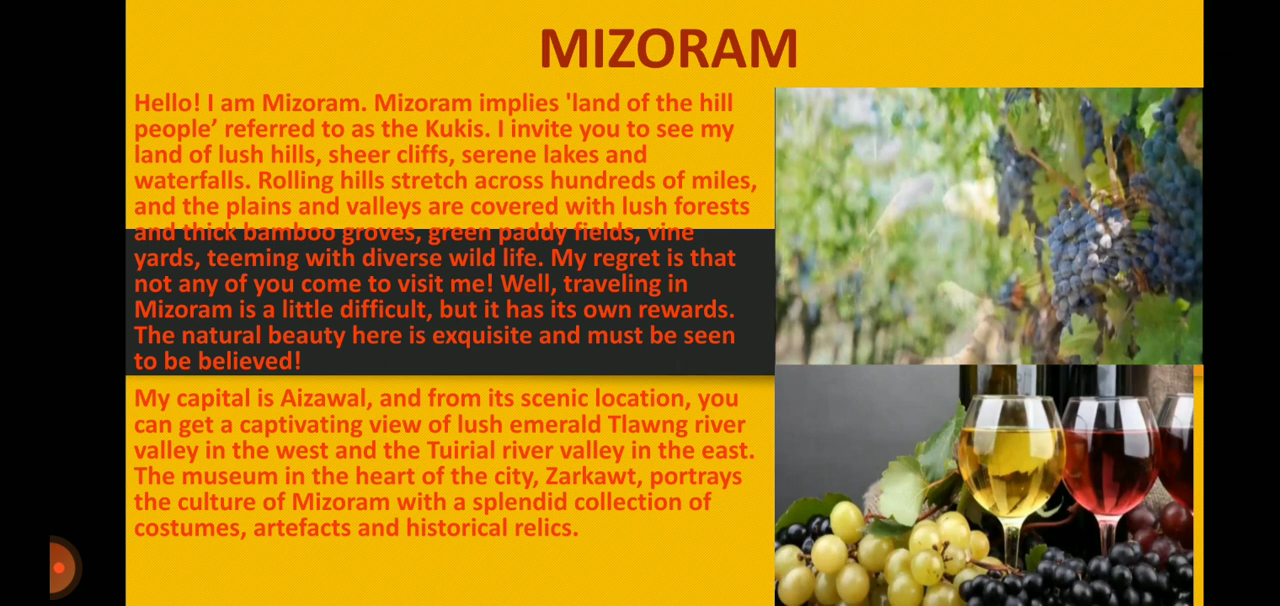 MIZORAM
Hello! I am Mizoram. Mizoram implies 'land of the hill
people’ referred to as the Kukis. I invite you to see my
land of lush hills, sheer cliffs, serene lakes and
waterfalls. Rolling hills stretch across hundreds of miles,
and the plains and valleys are covered with lush forests
and thick bamboo groves, green paddy fields, vine
yards, teeming with diverse wild life. My regret is that
not any of you come to visit me! Well, traveling in
Mizoram is a little difficult, but it has its own rewards.
The natural beauty here is exquisite and must be seen
to be believed!
My capital is Aizawal, and from its scenic location, you
can get a captivating view of lush emerald Tlawng river
valley in the west and the Tuirial river valley in the east.
The museum in the heart of the city, Zarkawt, portrays
the culture of Mizoram with a splendid collection of
costumes, artefacts and historical relics.